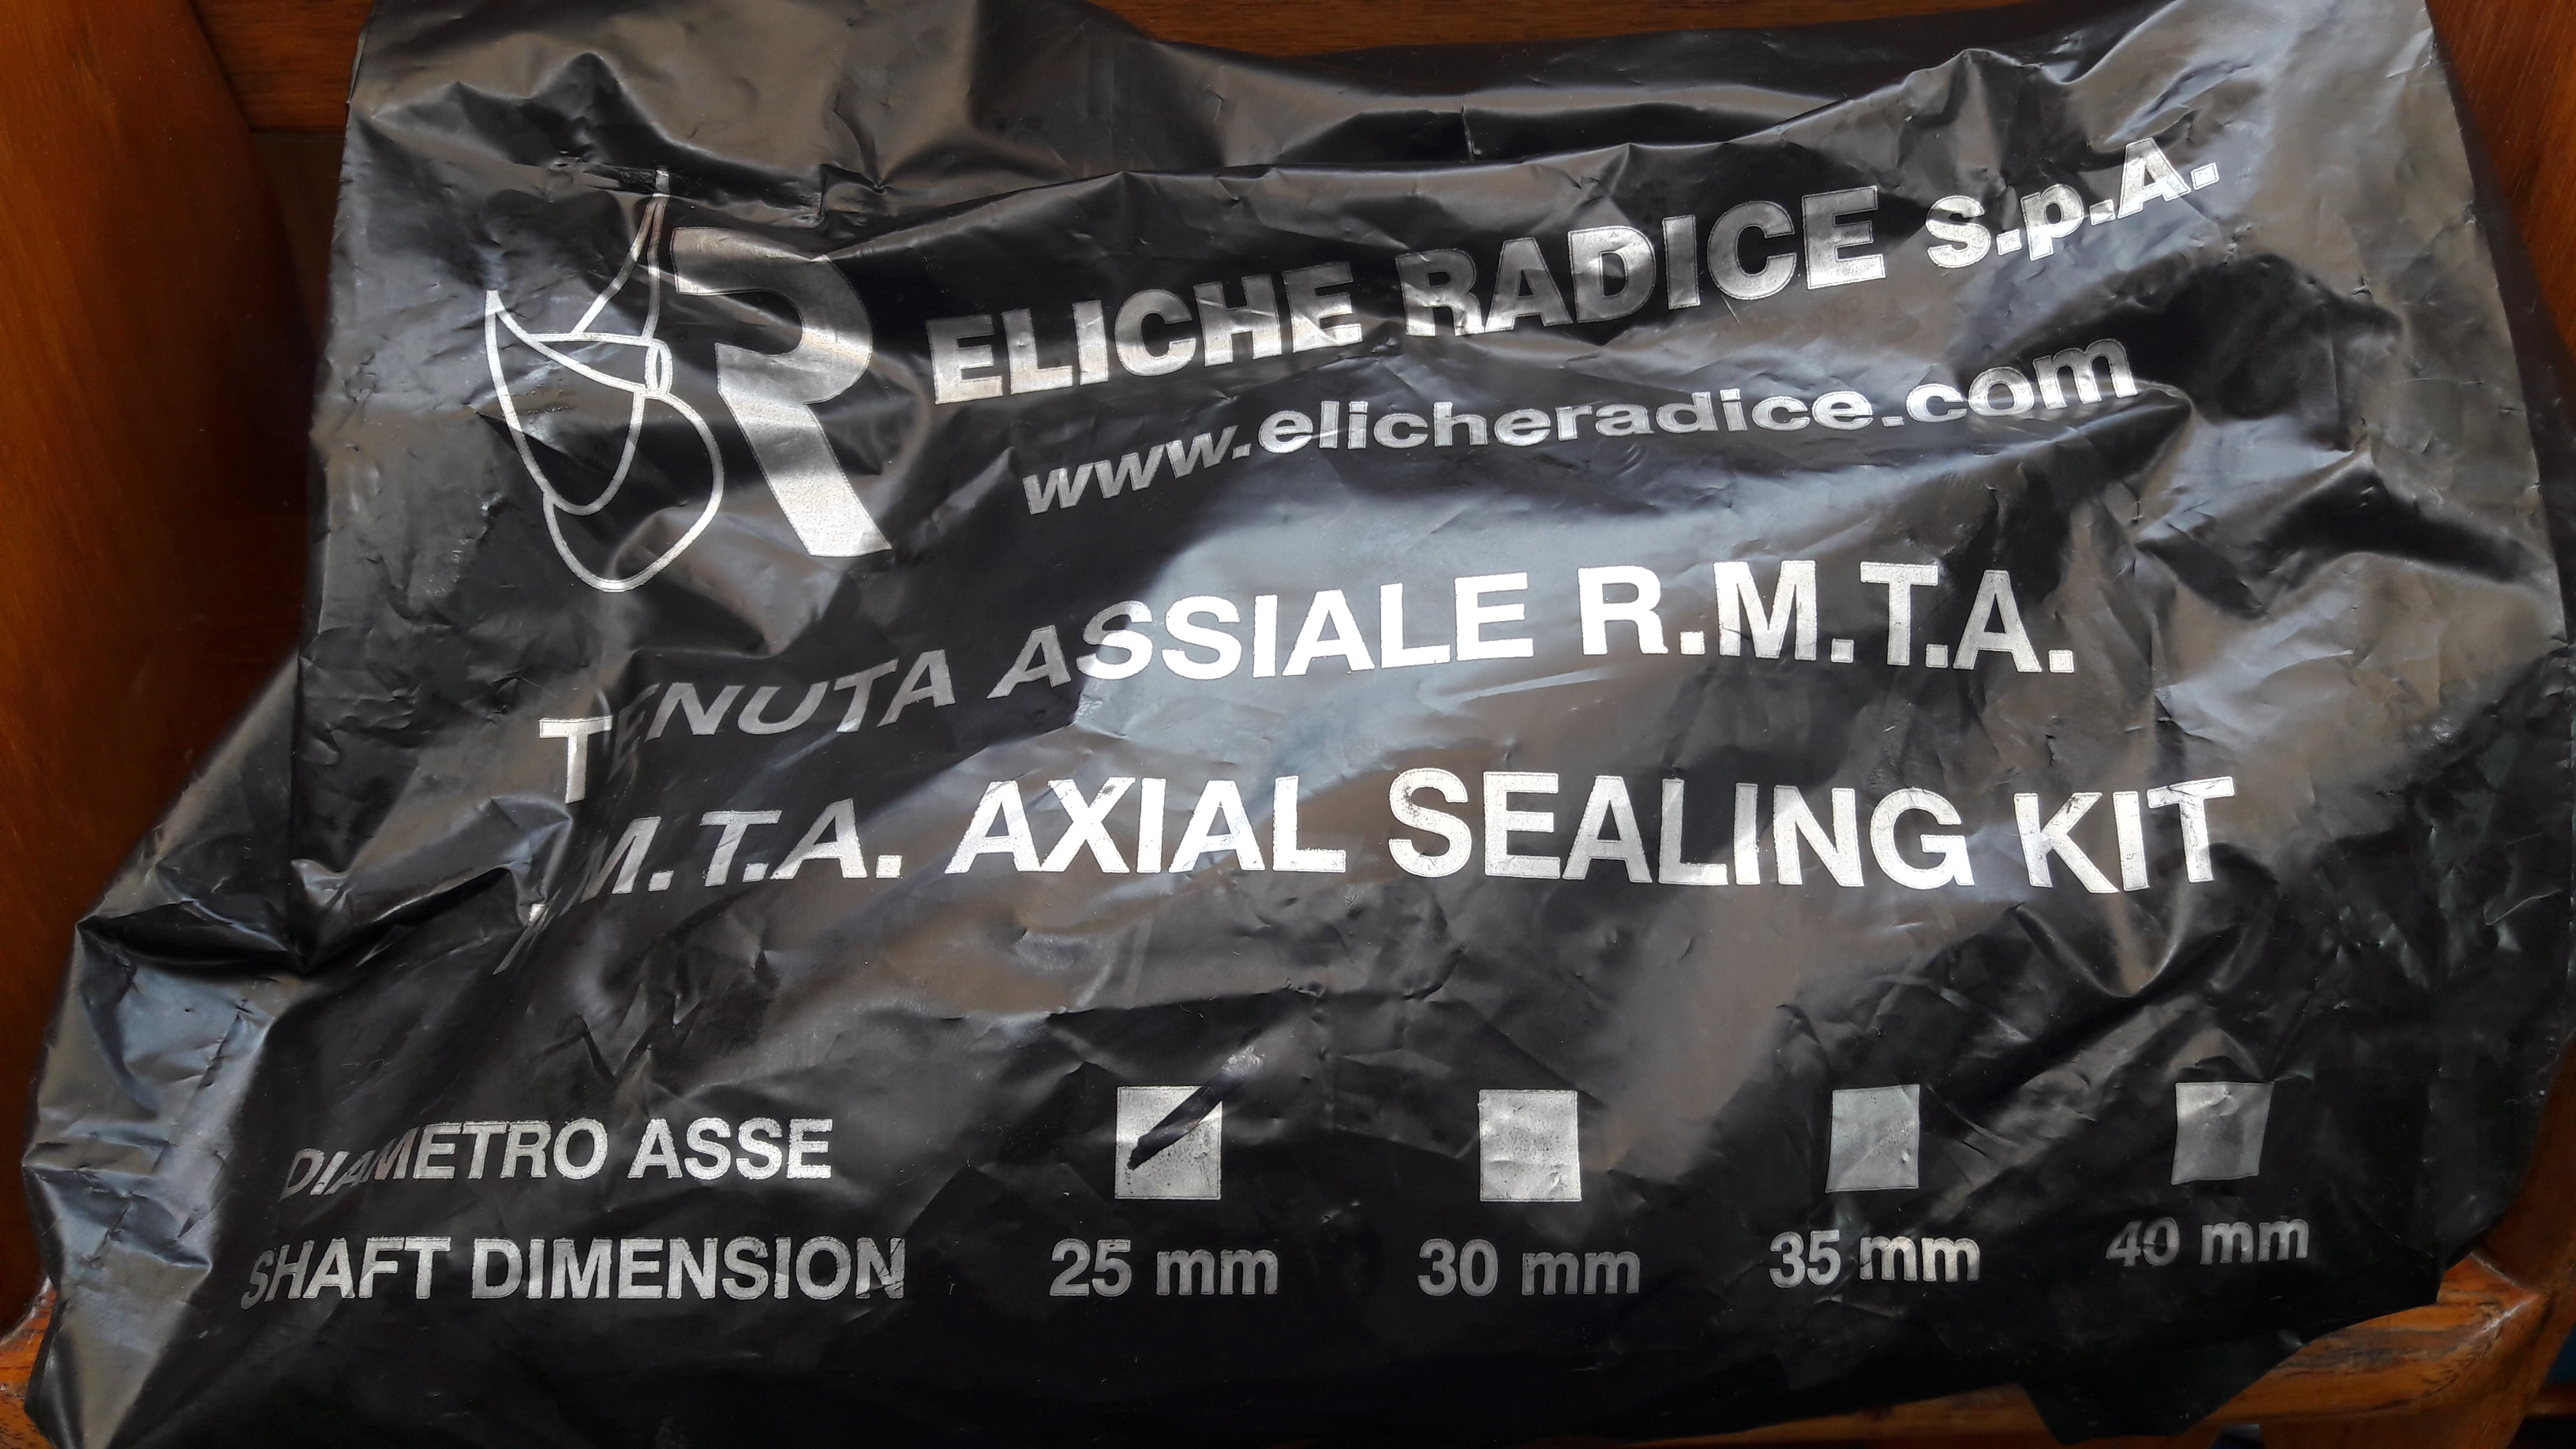 R ELICHE RADICE s.p.A.
www.elicheradice.com
TENUTA ASSIALE R.M.T.A.
R.M.T.A. AXIAL SEALING KIT
DIAMETRO ASSE
SHAFT DIMENSION 25 mm 30 mm 35 mm 40 mm